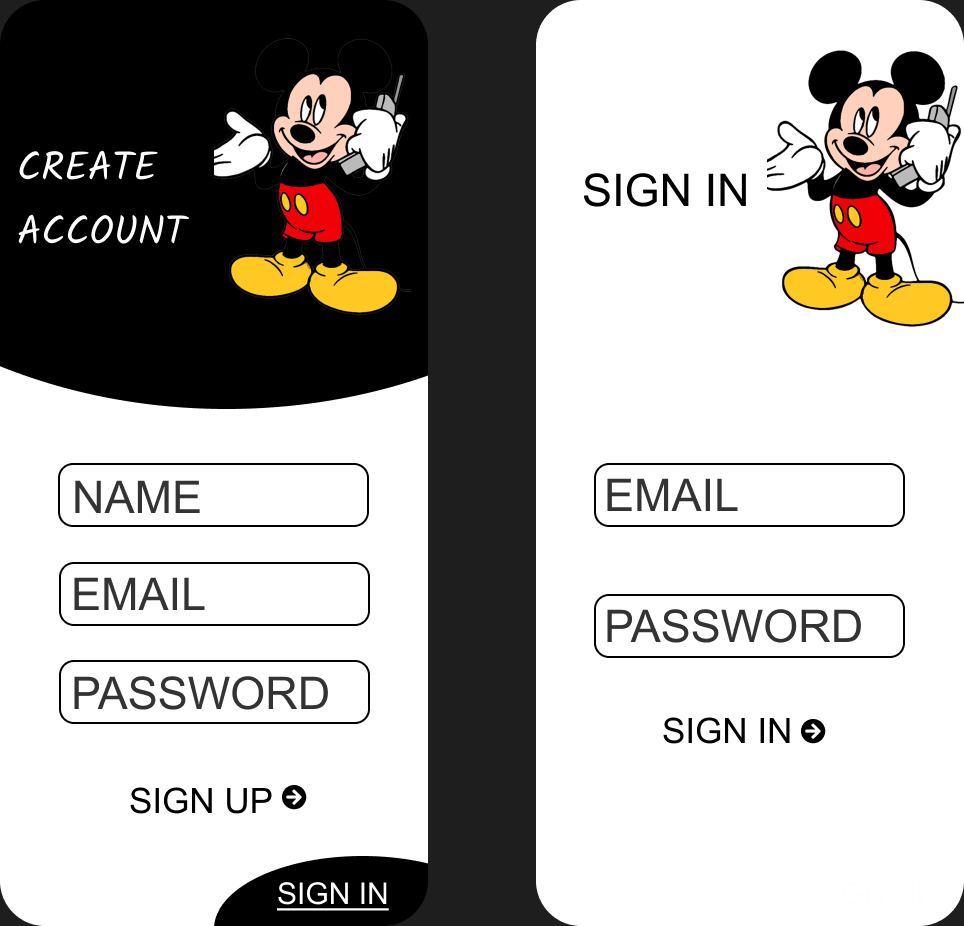 CREATE
ACCOUNT
NAME
EMAIL
PASSWORD
SIGN UP
SIGN IN
SIGN IN
EMAIL
PASSWORD
SIGN IN